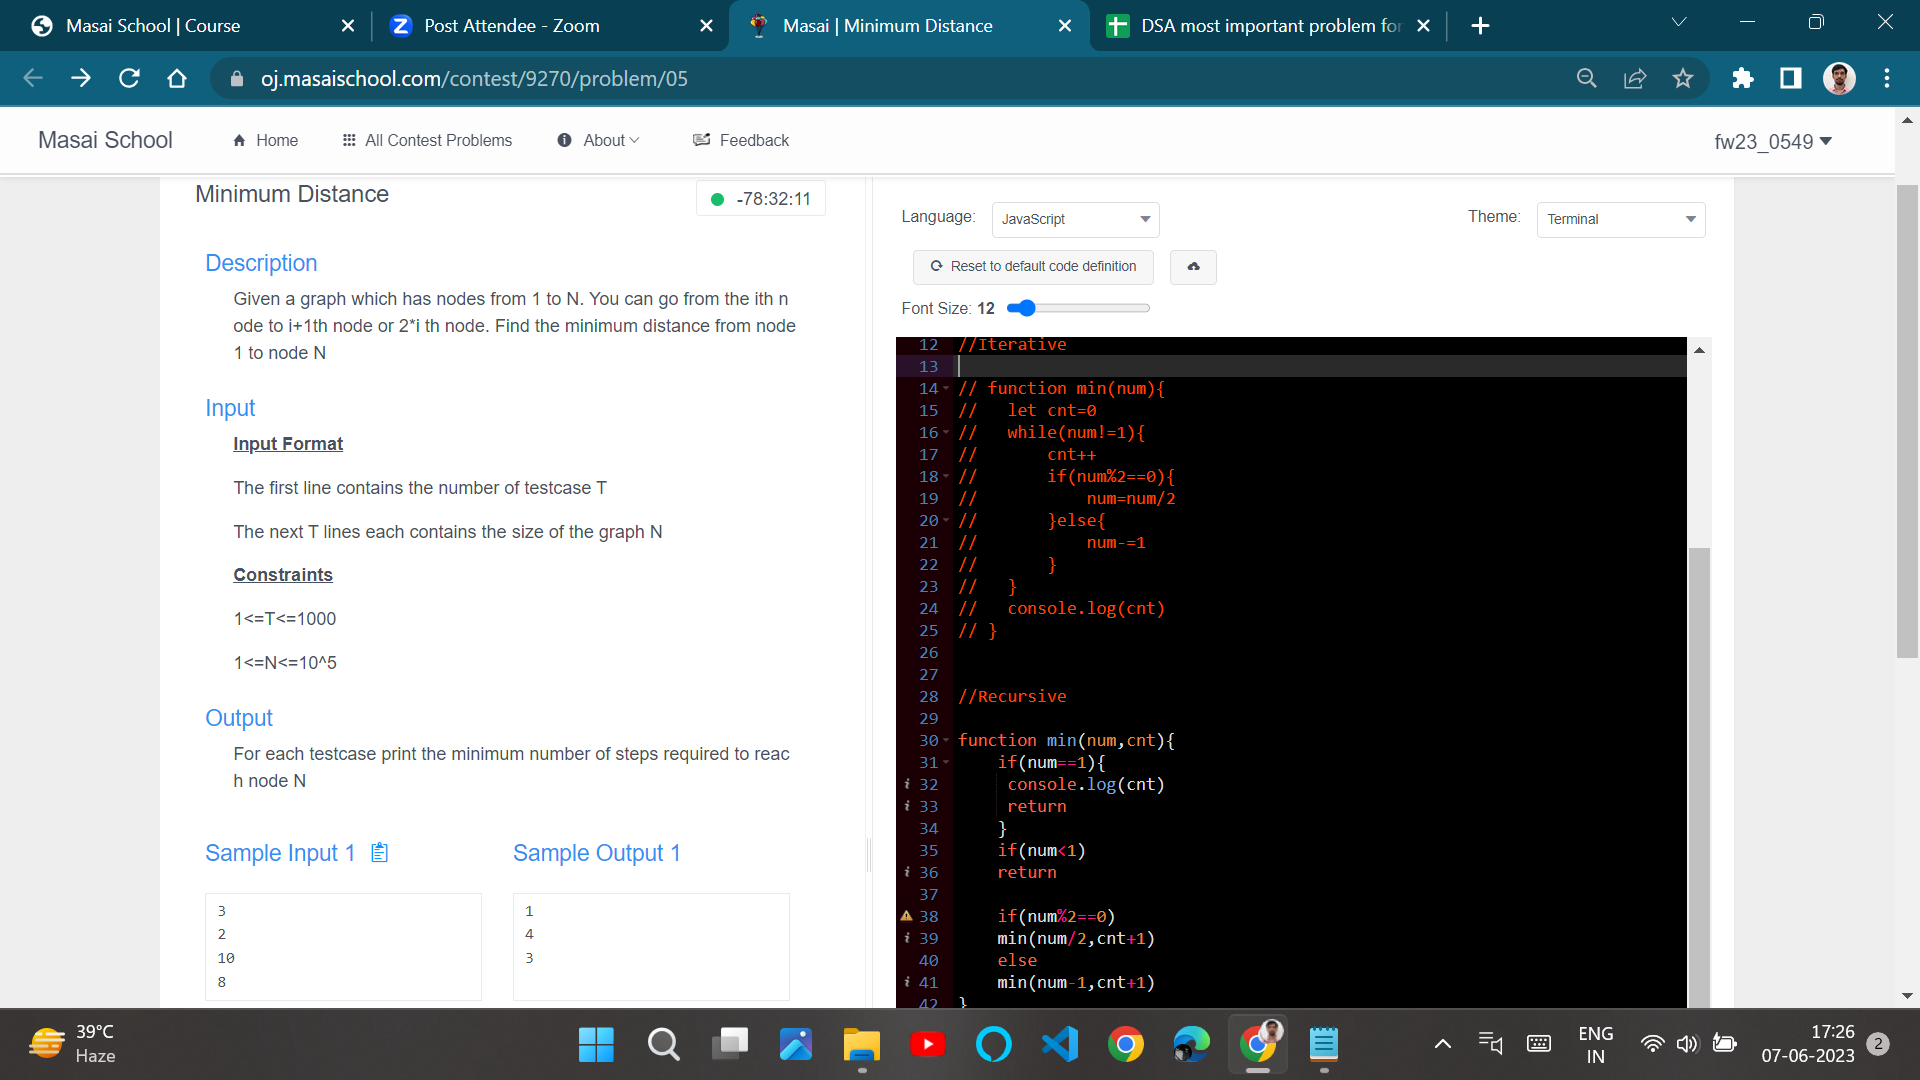 Masai School | Course
Post Attendee - Zoom
Masai | Minimum Distance
DSA most important problem for
oj.masaischool.com/contest/9270/problem/05
Masai School
Home
All Contest Problems
About
Feedback
fw23_0549
Minimum Distance
-78:32:11
Description
Given a graph which has nodes from 1 to N. You can go from the ith n
ode to i+1th node or 2*i th node. Find the minimum distance from node
1 to node N
Input
Input Format
The first line contains the number of testcase T
The next T lines each contains the size of the graph N
Constraints
1<=T<=1000
1<=N<=10^5
Output
For each testcase print the minimum number of steps required to reac
h node N
Sample Input 1
Sample Output 1
3
2
10
8
1
4
3
Language:
JavaScript
Theme:
Terminal
Reset to default code definition
Font Size: 12
12 //Iterative
13
14 // function min(num){
15 //   let cnt=0
16 //   while(num!=1){
17 //       cnt++
18 //       if(num%2==0){
19 //           num=num/2
20 //       }else{
21 //           num-=1
22 //       }
23 //   }
24 //   console.log(cnt)
25 // }
26
27
28 //Recursive
29
30 function min(num,cnt){
31     if(num==1){
32      console.log(cnt)
33      return
34     }
35     if(num<1)
36     return
37
38     if(num%2==0)
39     min(num/2,cnt+1)
40     else
41     min(num-1,cnt+1)
42 }
39°C
Haze
ENG
IN
17:26
07-06-2023
2